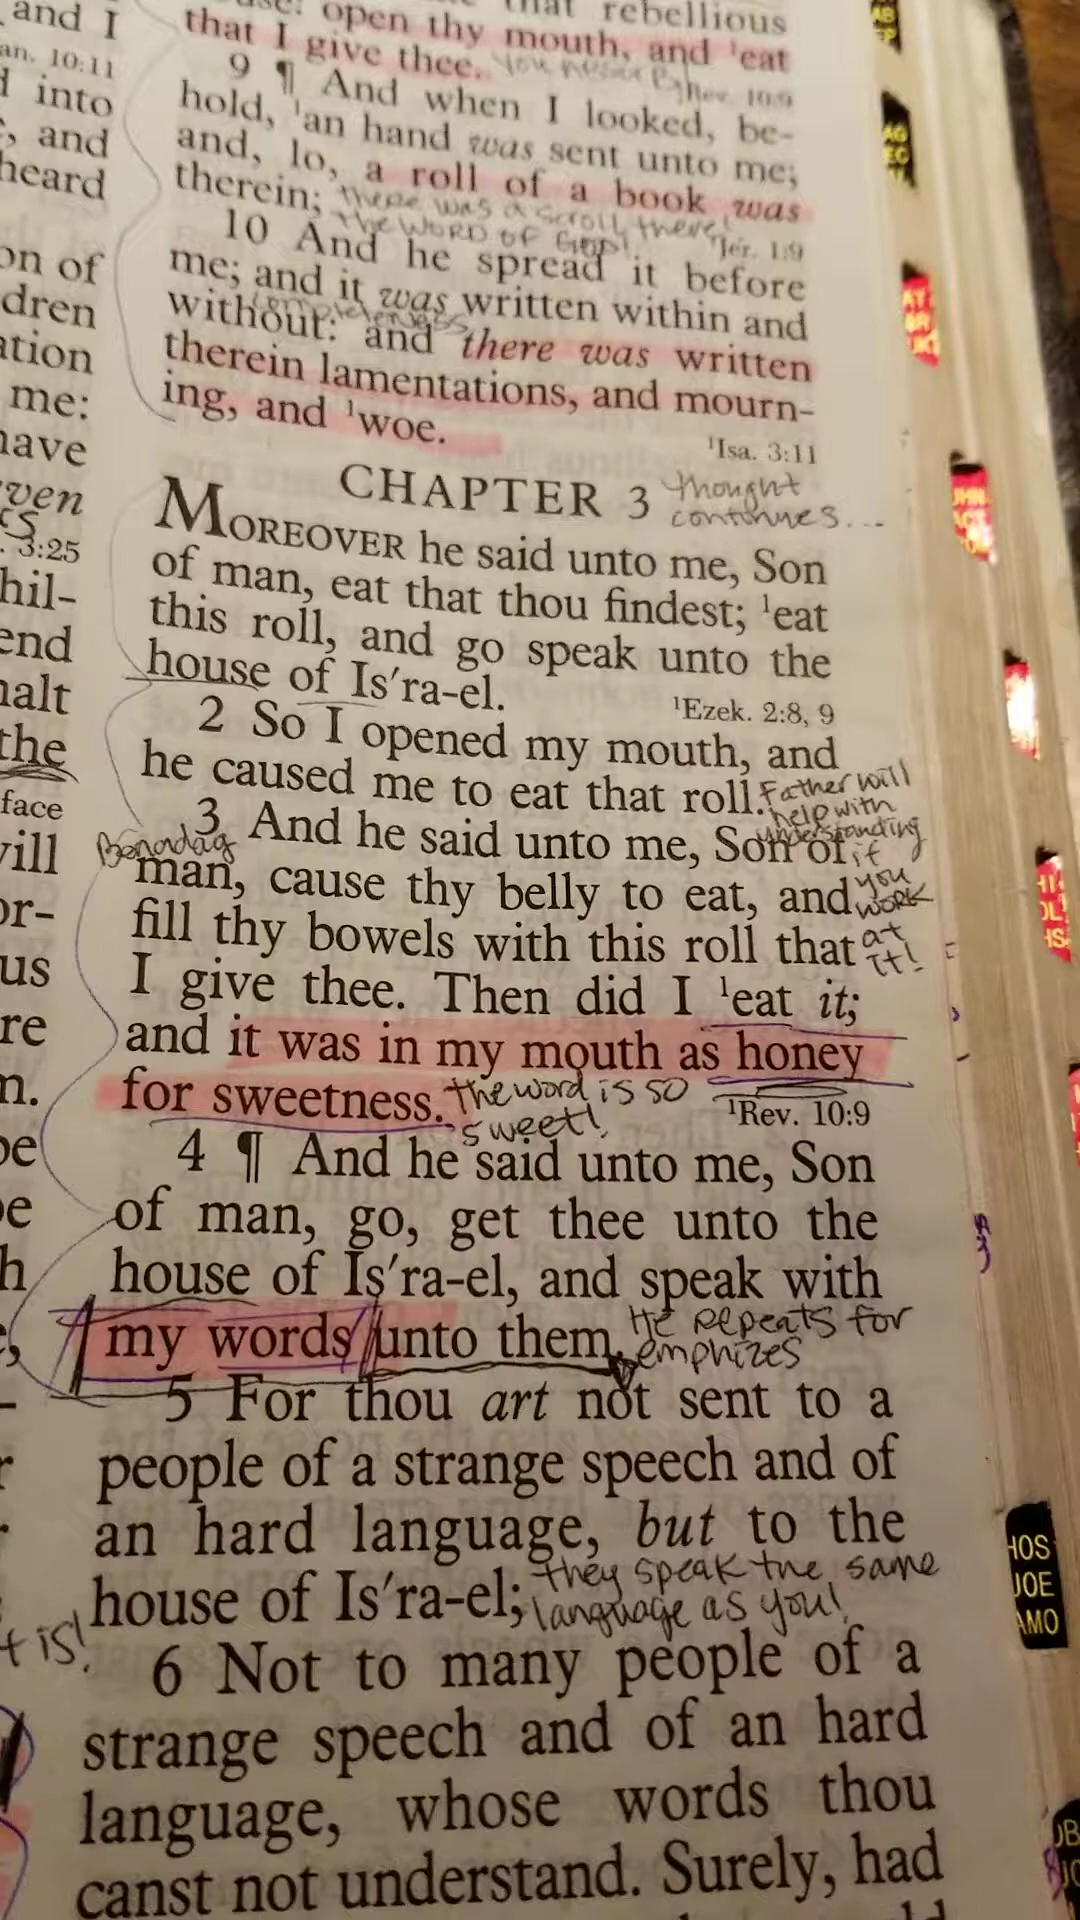 and I
an. 10:11
into
, and
heard
on of
dren
ation
me:
have
ven
. 3:25
hil-
end
halt
the
face
will
or-
us
re
n.
be
e
h
t is!
that rebellious
open thy mouth, and ¹eat
that I give thee. you
Rev. 10:9
9 ¶ And when I looked, be-
hold, ¹an hand was sent unto me;
and, lo, a roll of a book was
therein; there was a scroll there!
The WORD OF GOD!
¹Jer. 1:9
10 And he spread it before
me; and it was written within and
completeness
without: and there was written
therein lamentations, and mourn-
ing, and ¹woe.
¹Isa. 3:11
CHAPTER 3 thought
continues...
MOREOVER he said unto me, Son
of man, eat that thou findest; ¹eat
this roll, and go speak unto the
house of Is′ra-el.
¹Ezek. 2:8, 9
2 So I opened my mouth, and
he caused me to eat that roll. Father will
help with
understanding
it
you
work
at
it!
3 And he said unto me, Son of
man, cause thy belly to eat, and
fill thy bowels with this roll that
I give thee. Then did I ¹eat it;
and it was in my mouth as honey
for sweetness. The word is so
sweet!
¹Rev. 10:9
4 ¶ And he said unto me, Son
of man, go, get thee unto the
house of Is′ra-el, and speak with
my words unto them. He repeats for
emphizes
5 For thou art not sent to a
people of a strange speech and of
an hard language, but to the
house of Is′ra-el; they speak the same
language as you!
6 Not to many people of a
strange speech and of an hard
language, whose words thou
canst not understand. Surely, had
HOS
JOE
AMO